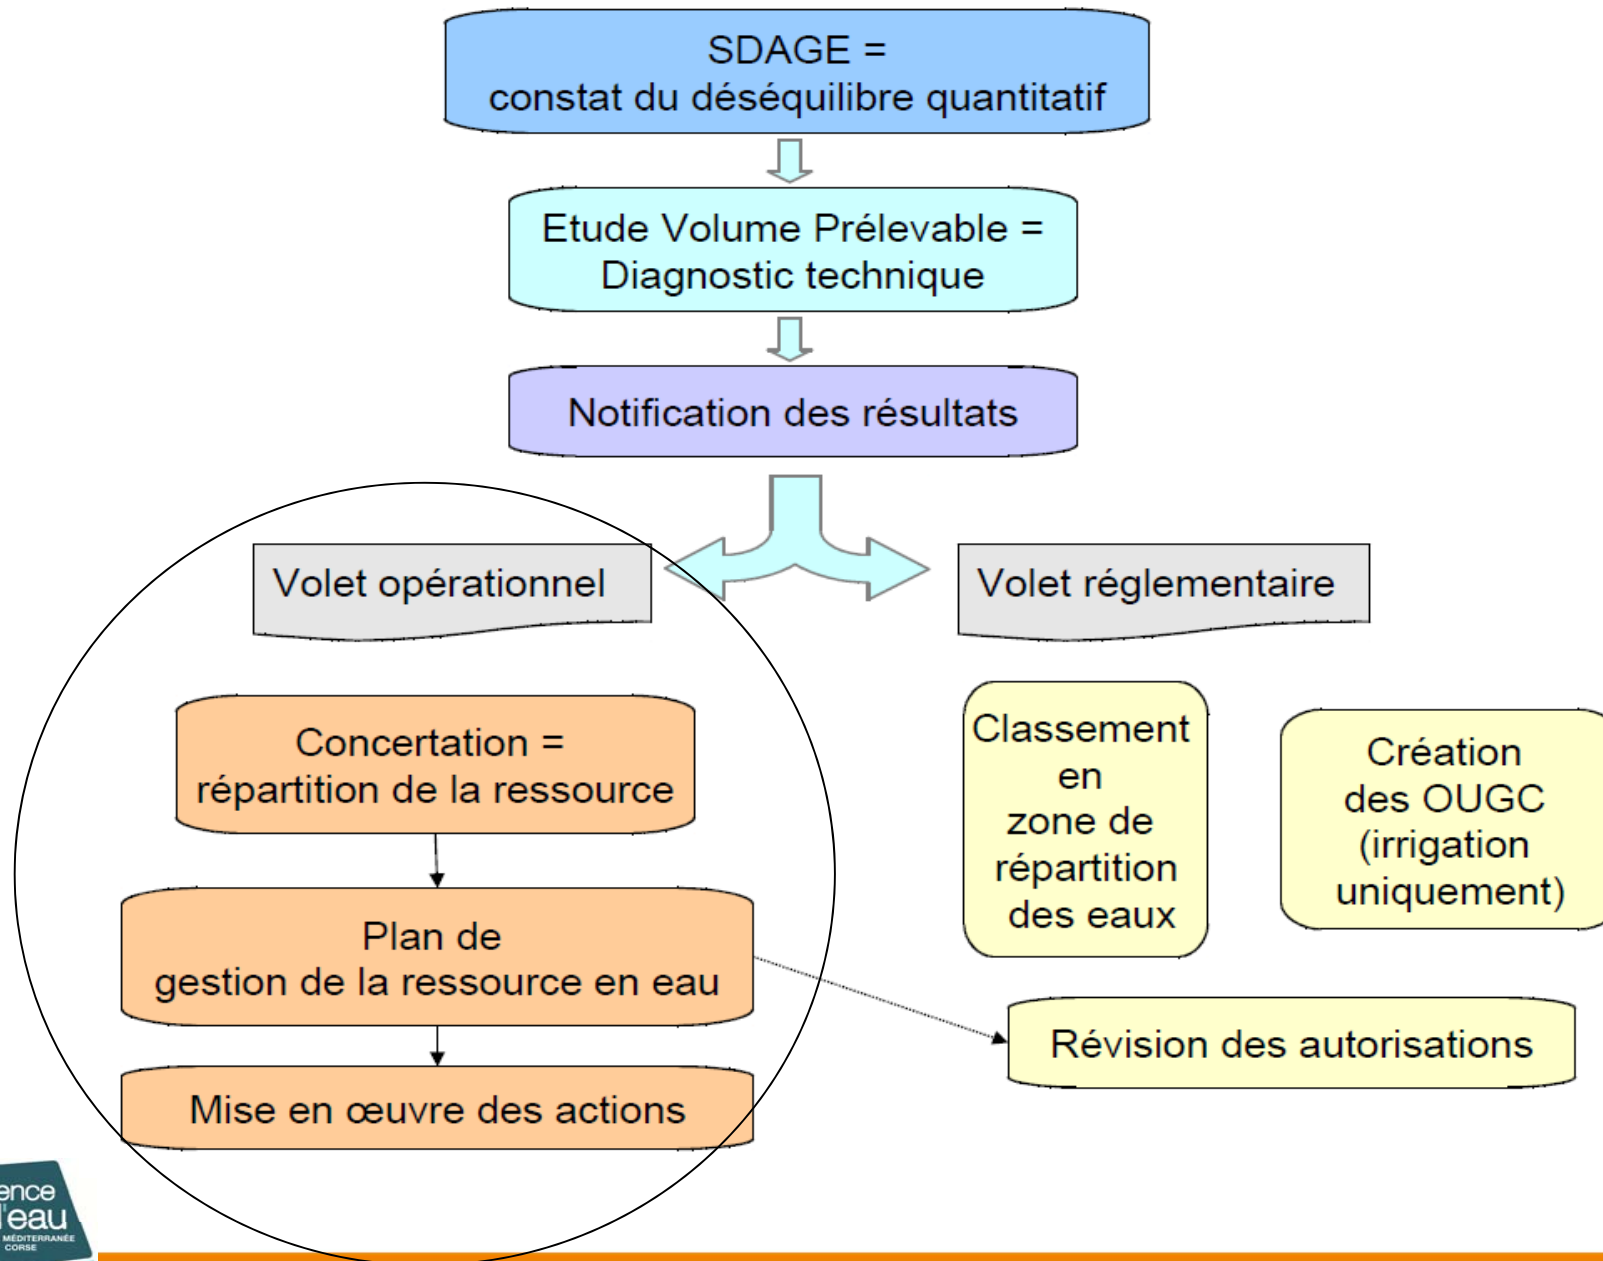 SDAGE =
constat du déséquilibre quantitatif
Etude Volume Prélevable =
Diagnostic technique
Notification des résultats
Volet opérationnel
Volet réglementaire
Concertation =
répartition de la ressource
Plan de
gestion de la ressource en eau
Mise en œuvre des actions
Classement
en
zone de
répartition
des eaux
Création
des OUGC
(irrigation
uniquement)
Révision des autorisations
ence
l'eau
MÉDITERRANÉE
CORSE